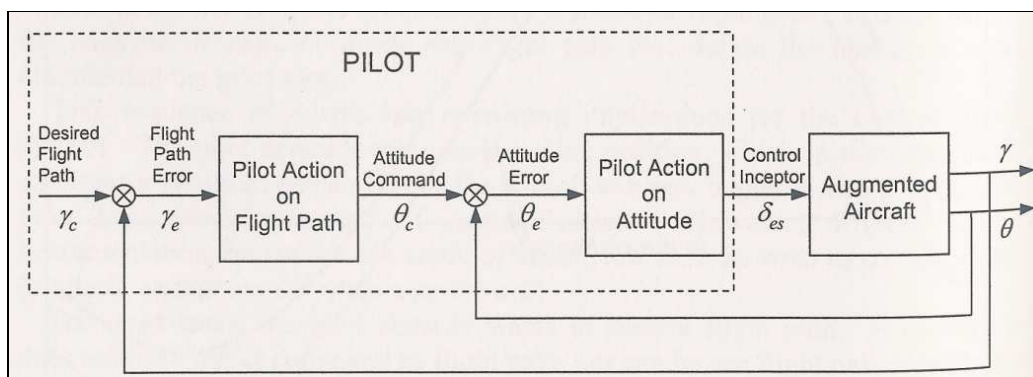 PILOT
Desired
Flight
Path
γc
Flight
Path
Error
γe
Pilot Action
on
Flight Path
Attitude
Command
θc
Attitude
Error
θe
Pilot Action
on
Attitude
Control
Inceptor
δes
Augmented
Aircraft
γ
θ